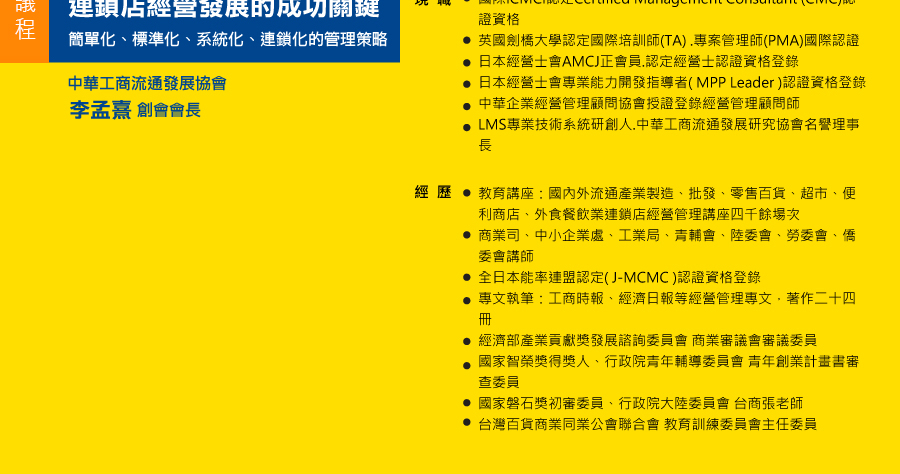 議
程
連鎖店經營發展的成功關鍵
簡單化、標準化、系統化、連鎖化的管理策略
中華工商流通發展協會
李孟熹 創會會長
現 職
國際ICMCI認定Certified Management Consultant (CMC)認
證資格
英國劍橋大學認定國際培訓師(TA) .專案管理師(PMA)國際認證
日本經營士會AMCJ正會員.認定經營士認證資格登錄
日本經營士會專業能力開發指導者( MPP Leader )認證資格登錄
中華企業經營管理顧問協會授證登錄經營管理顧問師
LMS專業技術系統研創人.中華工商流通發展研究協會名譽理事
長
經 歷
教育講座：國內外流通產業製造、批發、零售百貨、超市、便
利商店、外食餐飲業連鎖店經營管理講座四千餘場次
商業司、中小企業處、工業局、青輔會、陸委會、勞委會、僑
委會講師
全日本能率連盟認定( J-MCMC )認證資格登錄
專文執筆：工商時報、經濟日報等經營管理專文，著作二十四
冊
經濟部產業貢獻獎發展諮詢委員會 商業審議會審議委員
國家智榮獎得獎人、行政院青年輔導委員會 青年創業計畫書審
查委員
國家磐石獎初審委員、行政院大陸委員會 台商張老師
台灣百貨商業同業公會聯合會 教育訓練委員會主任委員